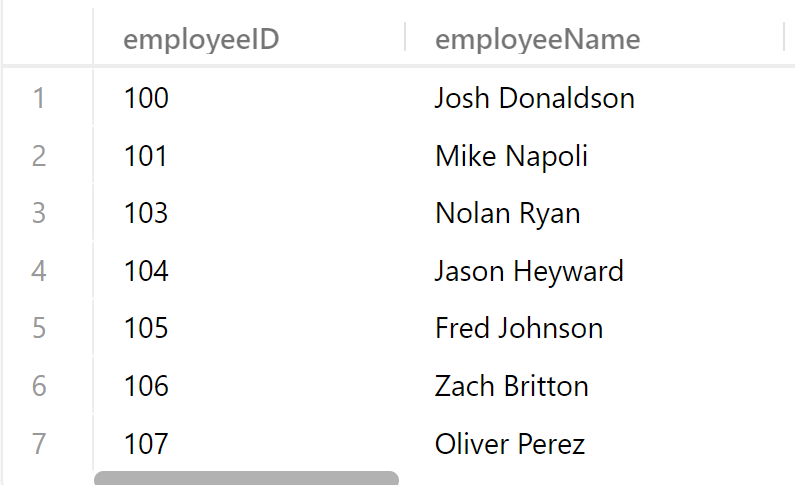 employeeID employeeName
1 100 Josh Donaldson
2 101 Mike Napoli
3 103 Nolan Ryan
4 104 Jason Heyward
5 105 Fred Johnson
6 106 Zach Britton
7 107 Oliver Perez